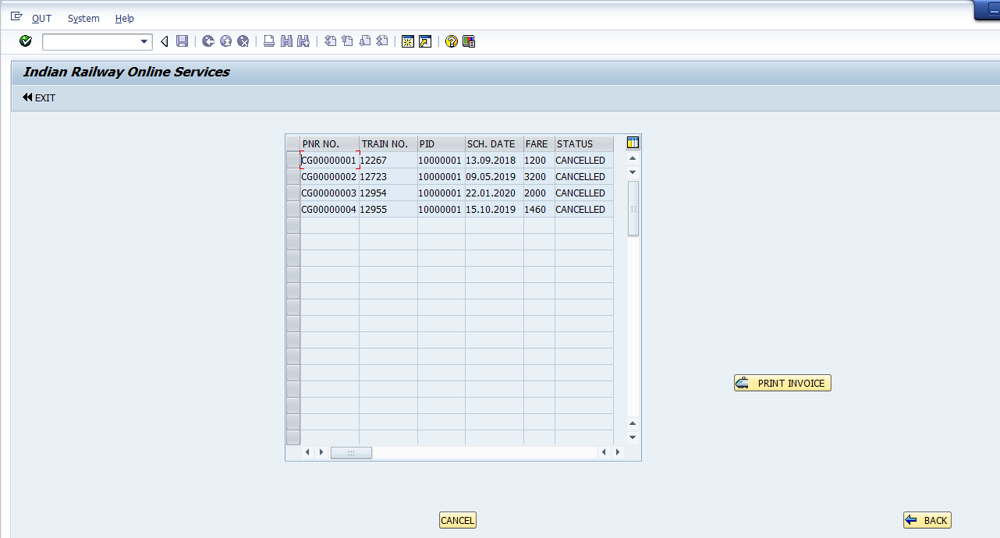 OUT System Help
Indian Railway Online Services
EXIT
PNR NO. TRAIN NO. PID SCH. DATE FARE STATUS
CG00000001 12267 10000001 13.09.2018 1200 CANCELLED
CG00000002 12723 10000001 09.05.2019 3200 CANCELLED
CG00000003 12954 10000001 22.01.2020 2000 CANCELLED
CG00000004 12955 10000001 15.10.2019 1460 CANCELLED
PRINT INVOICE
CANCEL BACK